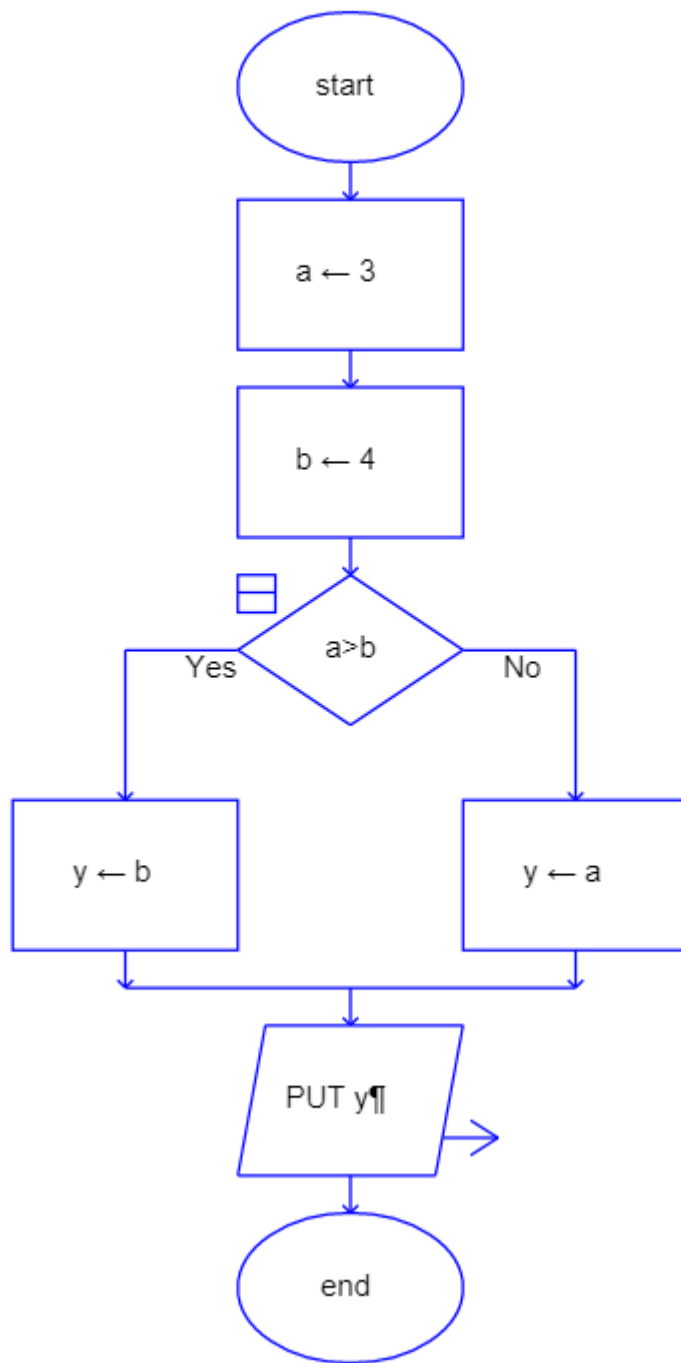 start
a ← 3
b ← 4
a>b
Yes
No
y ← b
y ← a
PUT y¶
end